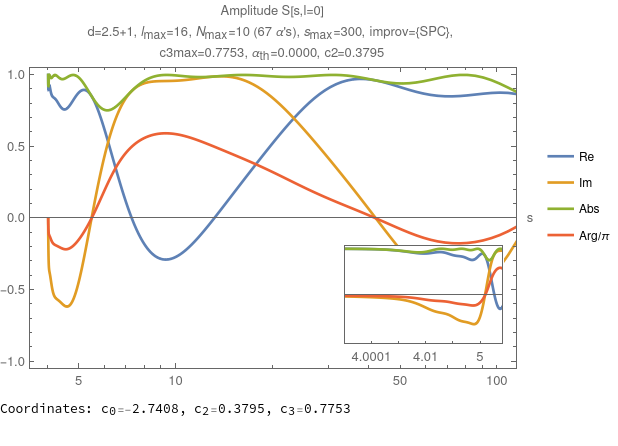 Amplitude S[s,l=0]
d=2.5+1, lmax=16, Nmax=10 (67 α's), smax=300, improv={SPC},
c3max=0.7753, αth=0.0000, c2=0.3795
1.0
0.5
0.0
−0.5
−1.0
s
Re
Im
Abs
Arg/π
4.0001 4.01 5
5 10 50 100
Coordinates: c0=-2.7408, c2=0.3795, c3=0.7753